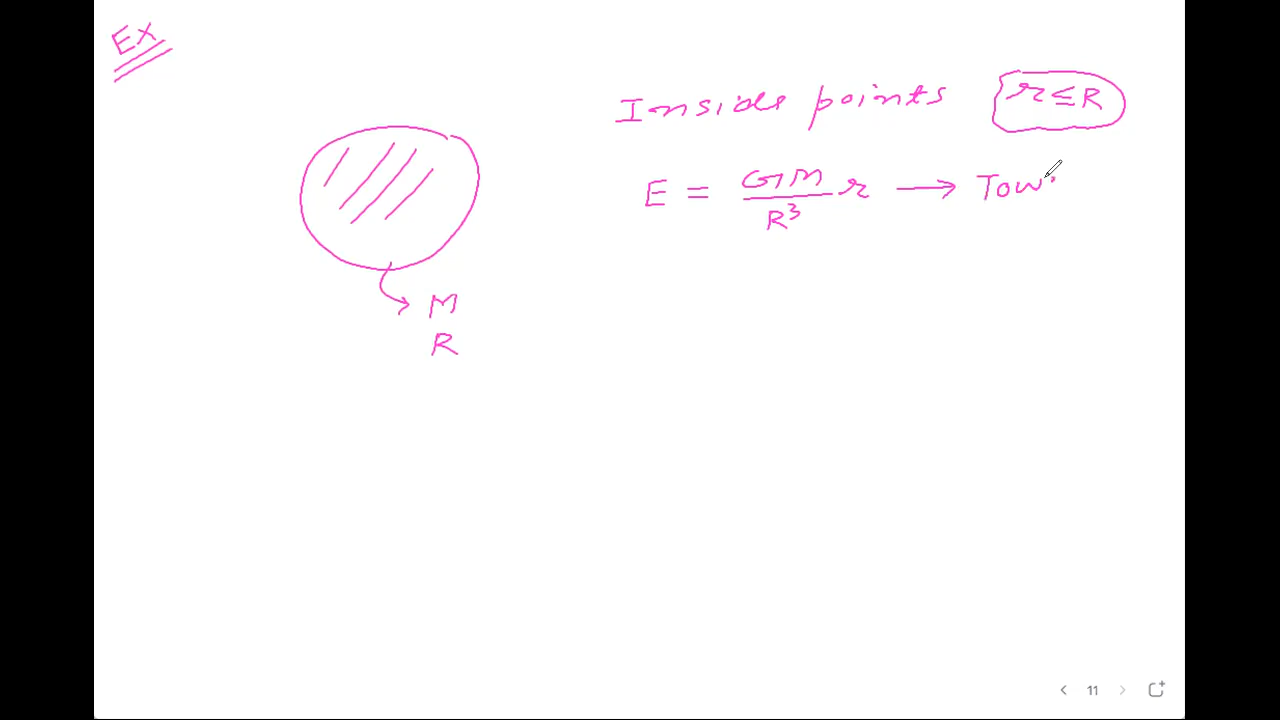 Ex
Inside points r ≤ R
E = GM/R³ r → Tow
M
R
11